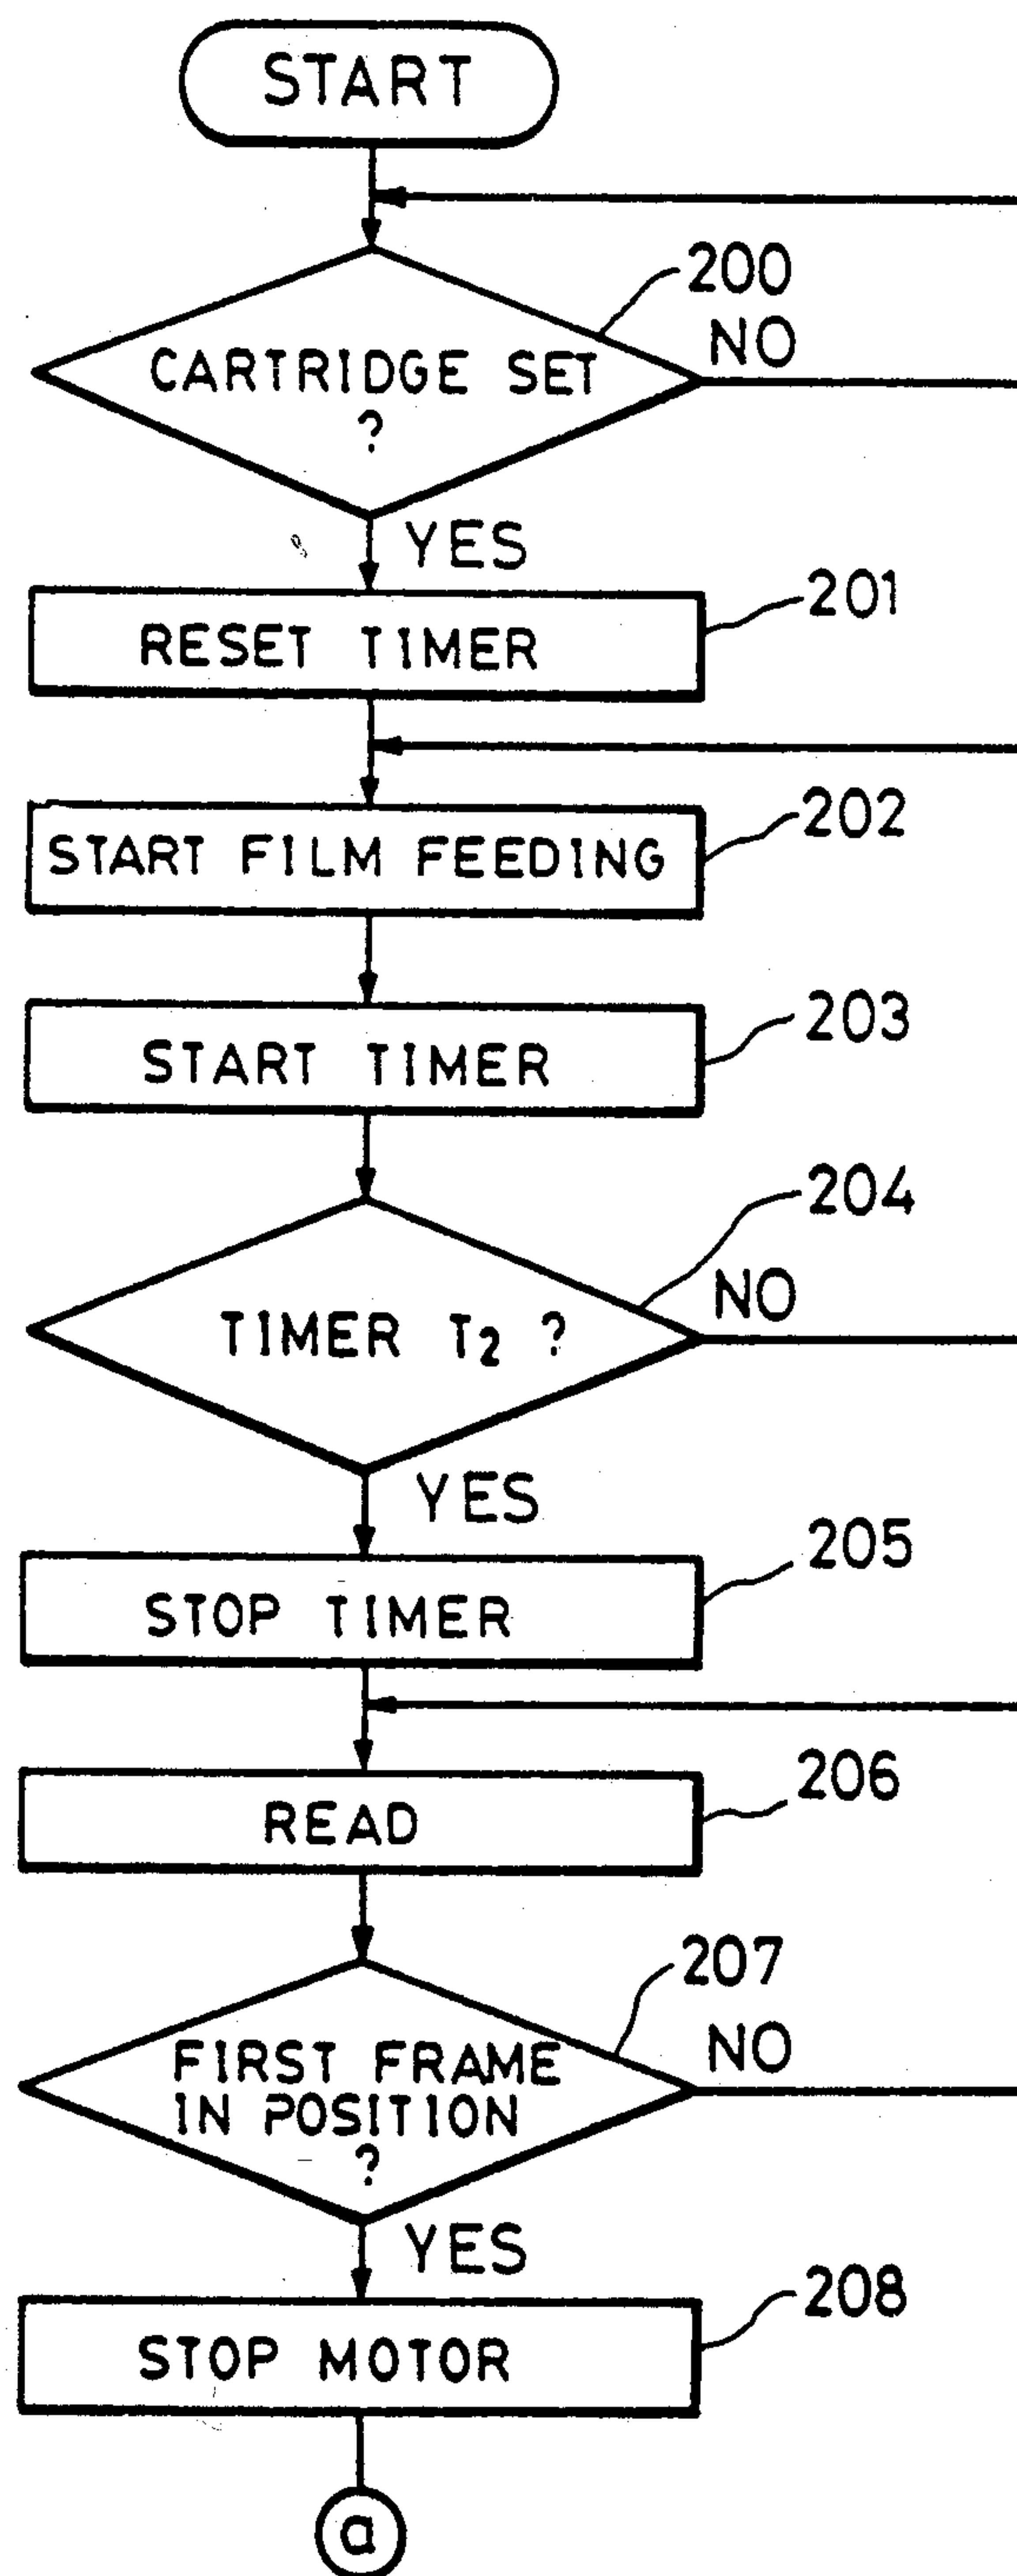 START
200
NO
CARTRIDGE SET
?
YES
201
RESET TIMER
202
START FILM FEEDING
203
START TIMER
204
NO
TIMER T₂ ?
YES
205
STOP TIMER
206
READ
207
NO
FIRST FRAME
IN POSITION
?
YES
208
STOP MOTOR
a